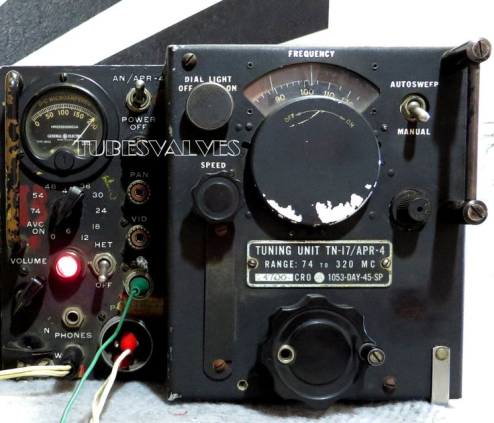 AN/APR-4
D.C. MICROAMPERES
0 50 100 150 200
GENERAL ELECTRIC
POWER
OFF
TUBESVALVES
PAN
48
36
54
30
74
24
AVC
ON
18
0
6
12
VID
HET
OFF
VOLUME
N
PHONES
W
FREQUENCY
DIAL LIGHT
OFF
ON
90
100
110
OFF
ON
AUTOSWEEP
MANUAL
SPEED
TUNING UNIT TN-17/APR-4
RANGE: 74 TO 320 MC
CRO
1053-DAY-45-SP